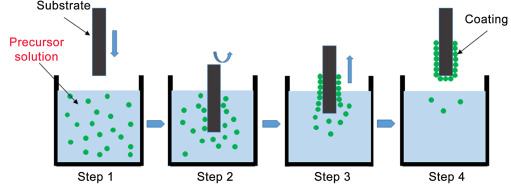 Substrate
Precursor
solution
Coating
Step 1
Step 2
Step 3
Step 4